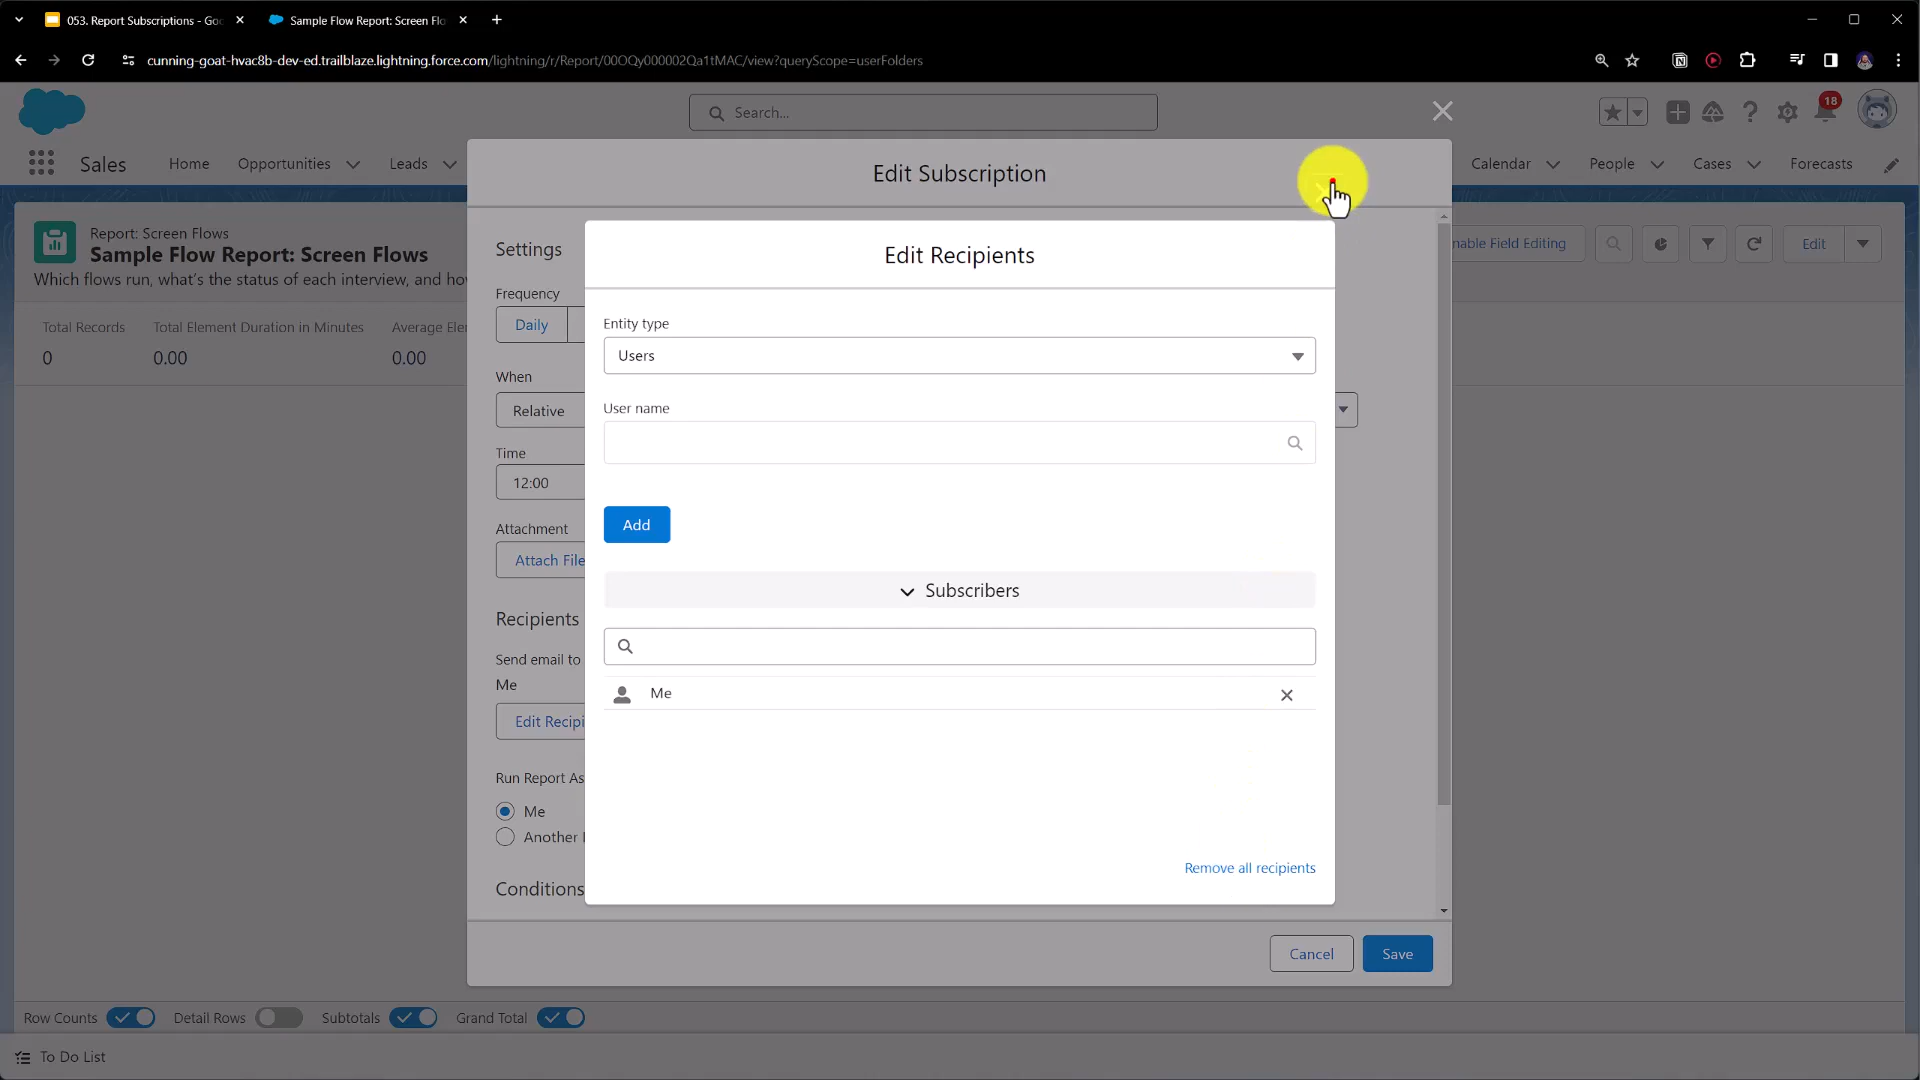 053. Report Subscriptions - Goo
Sample Flow Report: Screen Flo
cunning-goat-hvac8b-dev-ed.trailblaze.lightning.force.com/lightning/r/Report/00OQy000002Qa1tMAC/view?queryScope=userFolders
Search...
18
Sales
Home
Opportunities
Leads
Calendar
People
Cases
Forecasts
Edit Subscription
Report: Screen Flows
Sample Flow Report: Screen Flows
Which flows run, what's the status of each interview, and how
nable Field Editing
Edit
Total Records
Total Element Duration in Minutes
Average Ele
0
0.00
0.00
Settings
Frequency
Daily
When
Relative
Time
12:00
Attachment
Attach File
Recipients
Send email to
Me
Edit Recipi
Run Report As
Me
Another
Conditions
Edit Recipients
Entity type
Users
User name
Add
Subscribers
Me
Remove all recipients
Cancel
Save
Row Counts
Detail Rows
Subtotals
Grand Total
To Do List